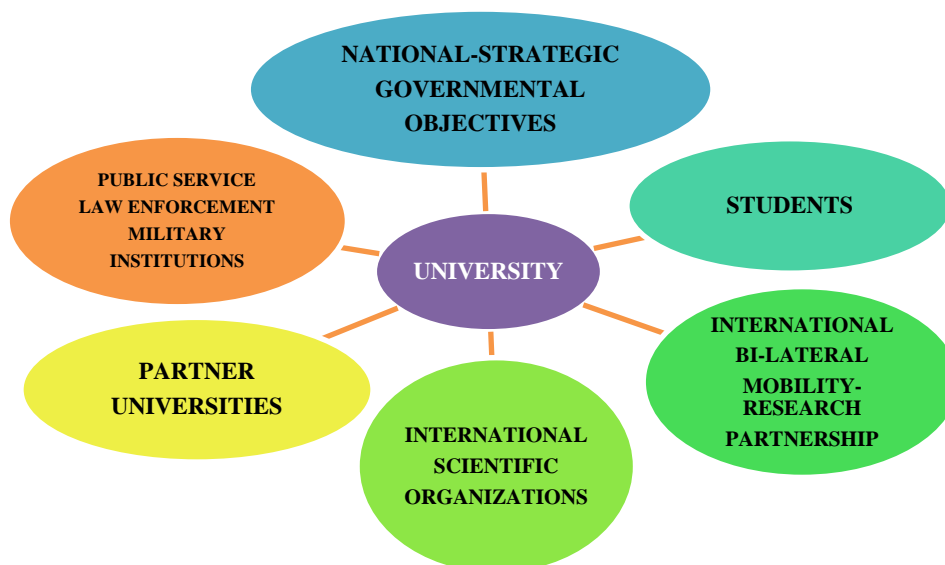 NATIONAL-STRATEGIC
GOVERNMENTAL
OBJECTIVES
PUBLIC SERVICE
LAW ENFORCEMENT
MILITARY
INSTITUTIONS
STUDENTS
UNIVERSITY
INTERNATIONAL
BI-LATERAL
MOBILITY-
RESEARCH
PARTNERSHIP
PARTNER
UNIVERSITIES
INTERNATIONAL
SCIENTIFIC
ORGANIZATIONS